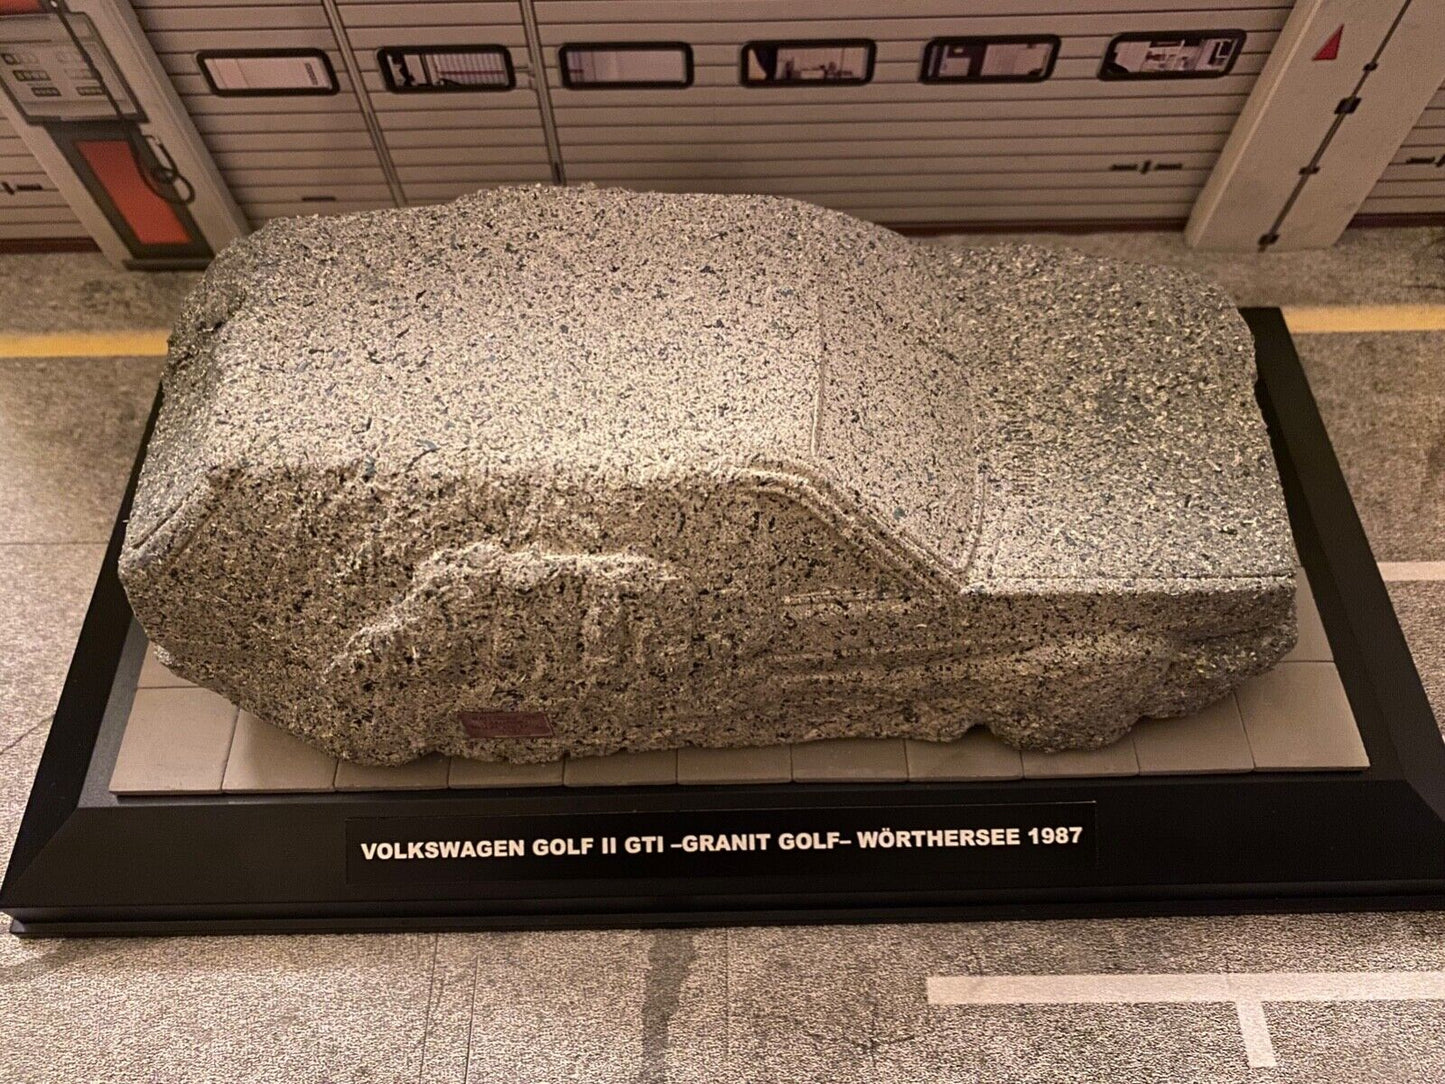 VOLKSWAGEN GOLF II GTI –GRANIT GOLF– WÖRTHERSEE 1987